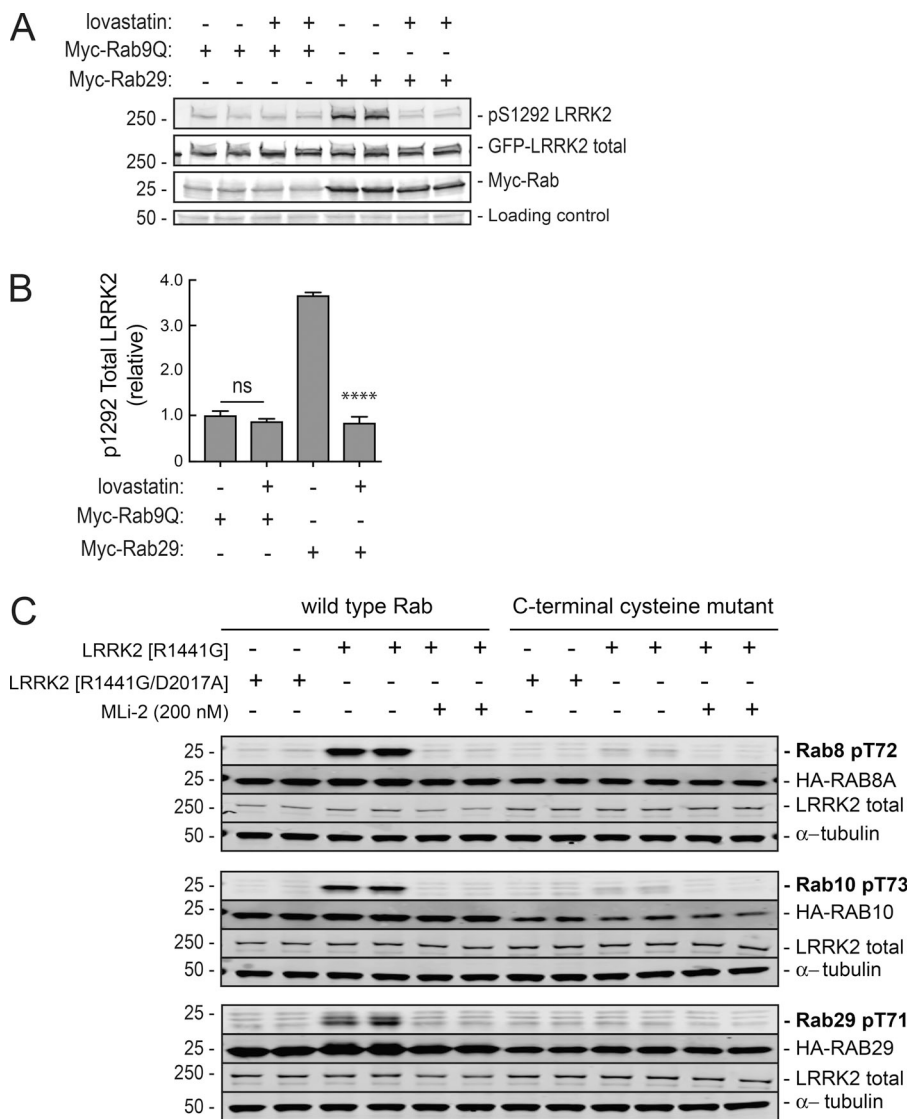 A
lovastatin: - - + + - - + +
Myc-Rab9Q: + + + + - - - -
Myc-Rab29: - - - - + + + +
250 - - pS1292 LRRK2
250 - - GFP-LRRK2 total
25 - - Myc-Rab
50 - - Loading control
B
p1292 Total LRRK2
(relative)
4.0
3.0
1.0
0
ns
****
lovastatin: - + - +
Myc-Rab9Q: + + - -
Myc-Rab29: - - + +
C
wild type Rab C-terminal cysteine mutant
LRRK2 [R1441G] - - + + + + - - + + + +
LRRK2 [R1441G/D2017A] + + - - - - + + - - - -
MLi-2 (200 nM) - - - - + + - - - - + +
25 - - Rab8 pT72
25 - - HA-RAB8A
250 - - LRRK2 total
50 - - α–tubulin
25 - - Rab10 pT73
25 - - HA-RAB10
250 - - LRRK2 total
50 - - α–tubulin
25 - - Rab29 pT71
25 - - HA-RAB29
250 - - LRRK2 total
50 - - α–tubulin